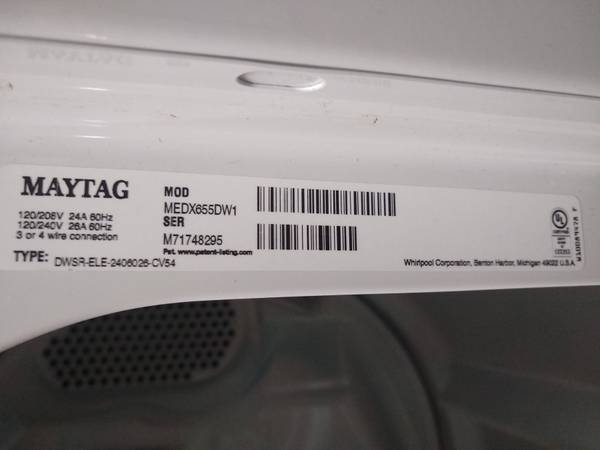 MAYTAG
120/208V 24A 60Hz
120/240V 26A 60Hz
3 or 4 wire connection
TYPE: DWSR-ELE-2406026-CV54
MOD
MEDX655DW1
SER
M71748295
Pat. www.patent-listing.com
UL
Whirlpool Corporation, Benton Harbor, Michigan 49022 U.S.A.